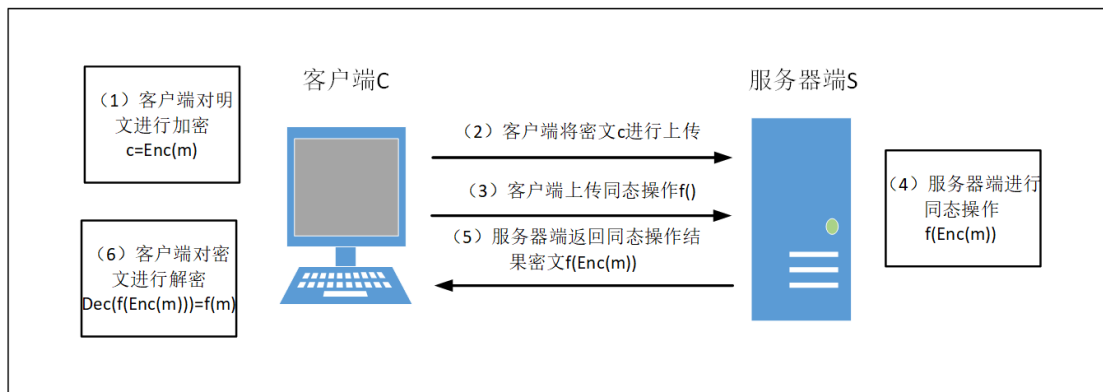 客户端C
服务器端S
（1）客户端对明
文进行加密
c=Enc(m)
（2）客户端将密文c进行上传
（3）客户端上传同态操作f()
（4）服务器端进行
同态操作
f(Enc(m))
（5）服务器端返回同态操作结
果密文f(Enc(m))
（6）客户端对密
文进行解密
Dec(f(Enc(m)))=f(m)